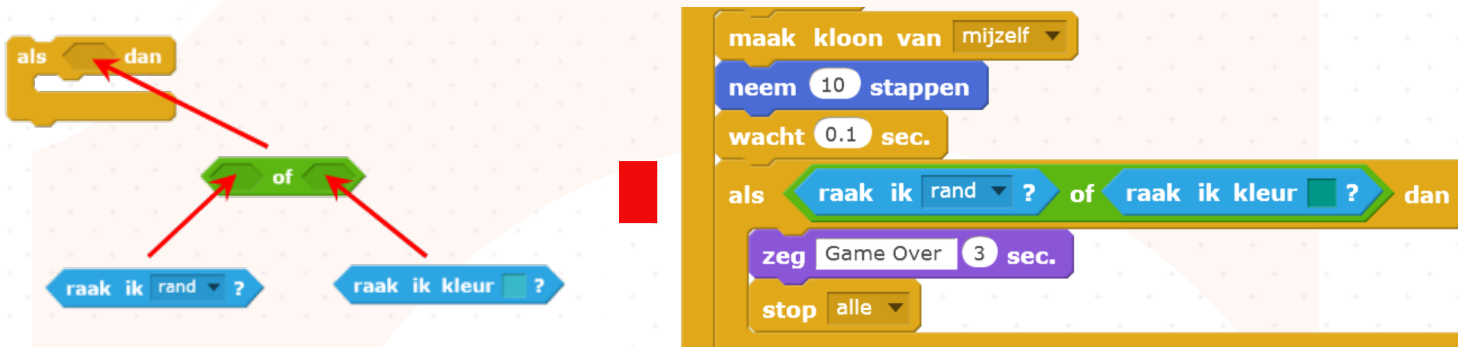 als dan
of
raak ik rand ?
raak ik kleur ?
maak kloon van mijzelf
neem 10 stappen
wacht 0.1 sec.
als raak ik rand ? of raak ik kleur ? dan
zeg Game Over 3 sec.
stop alle